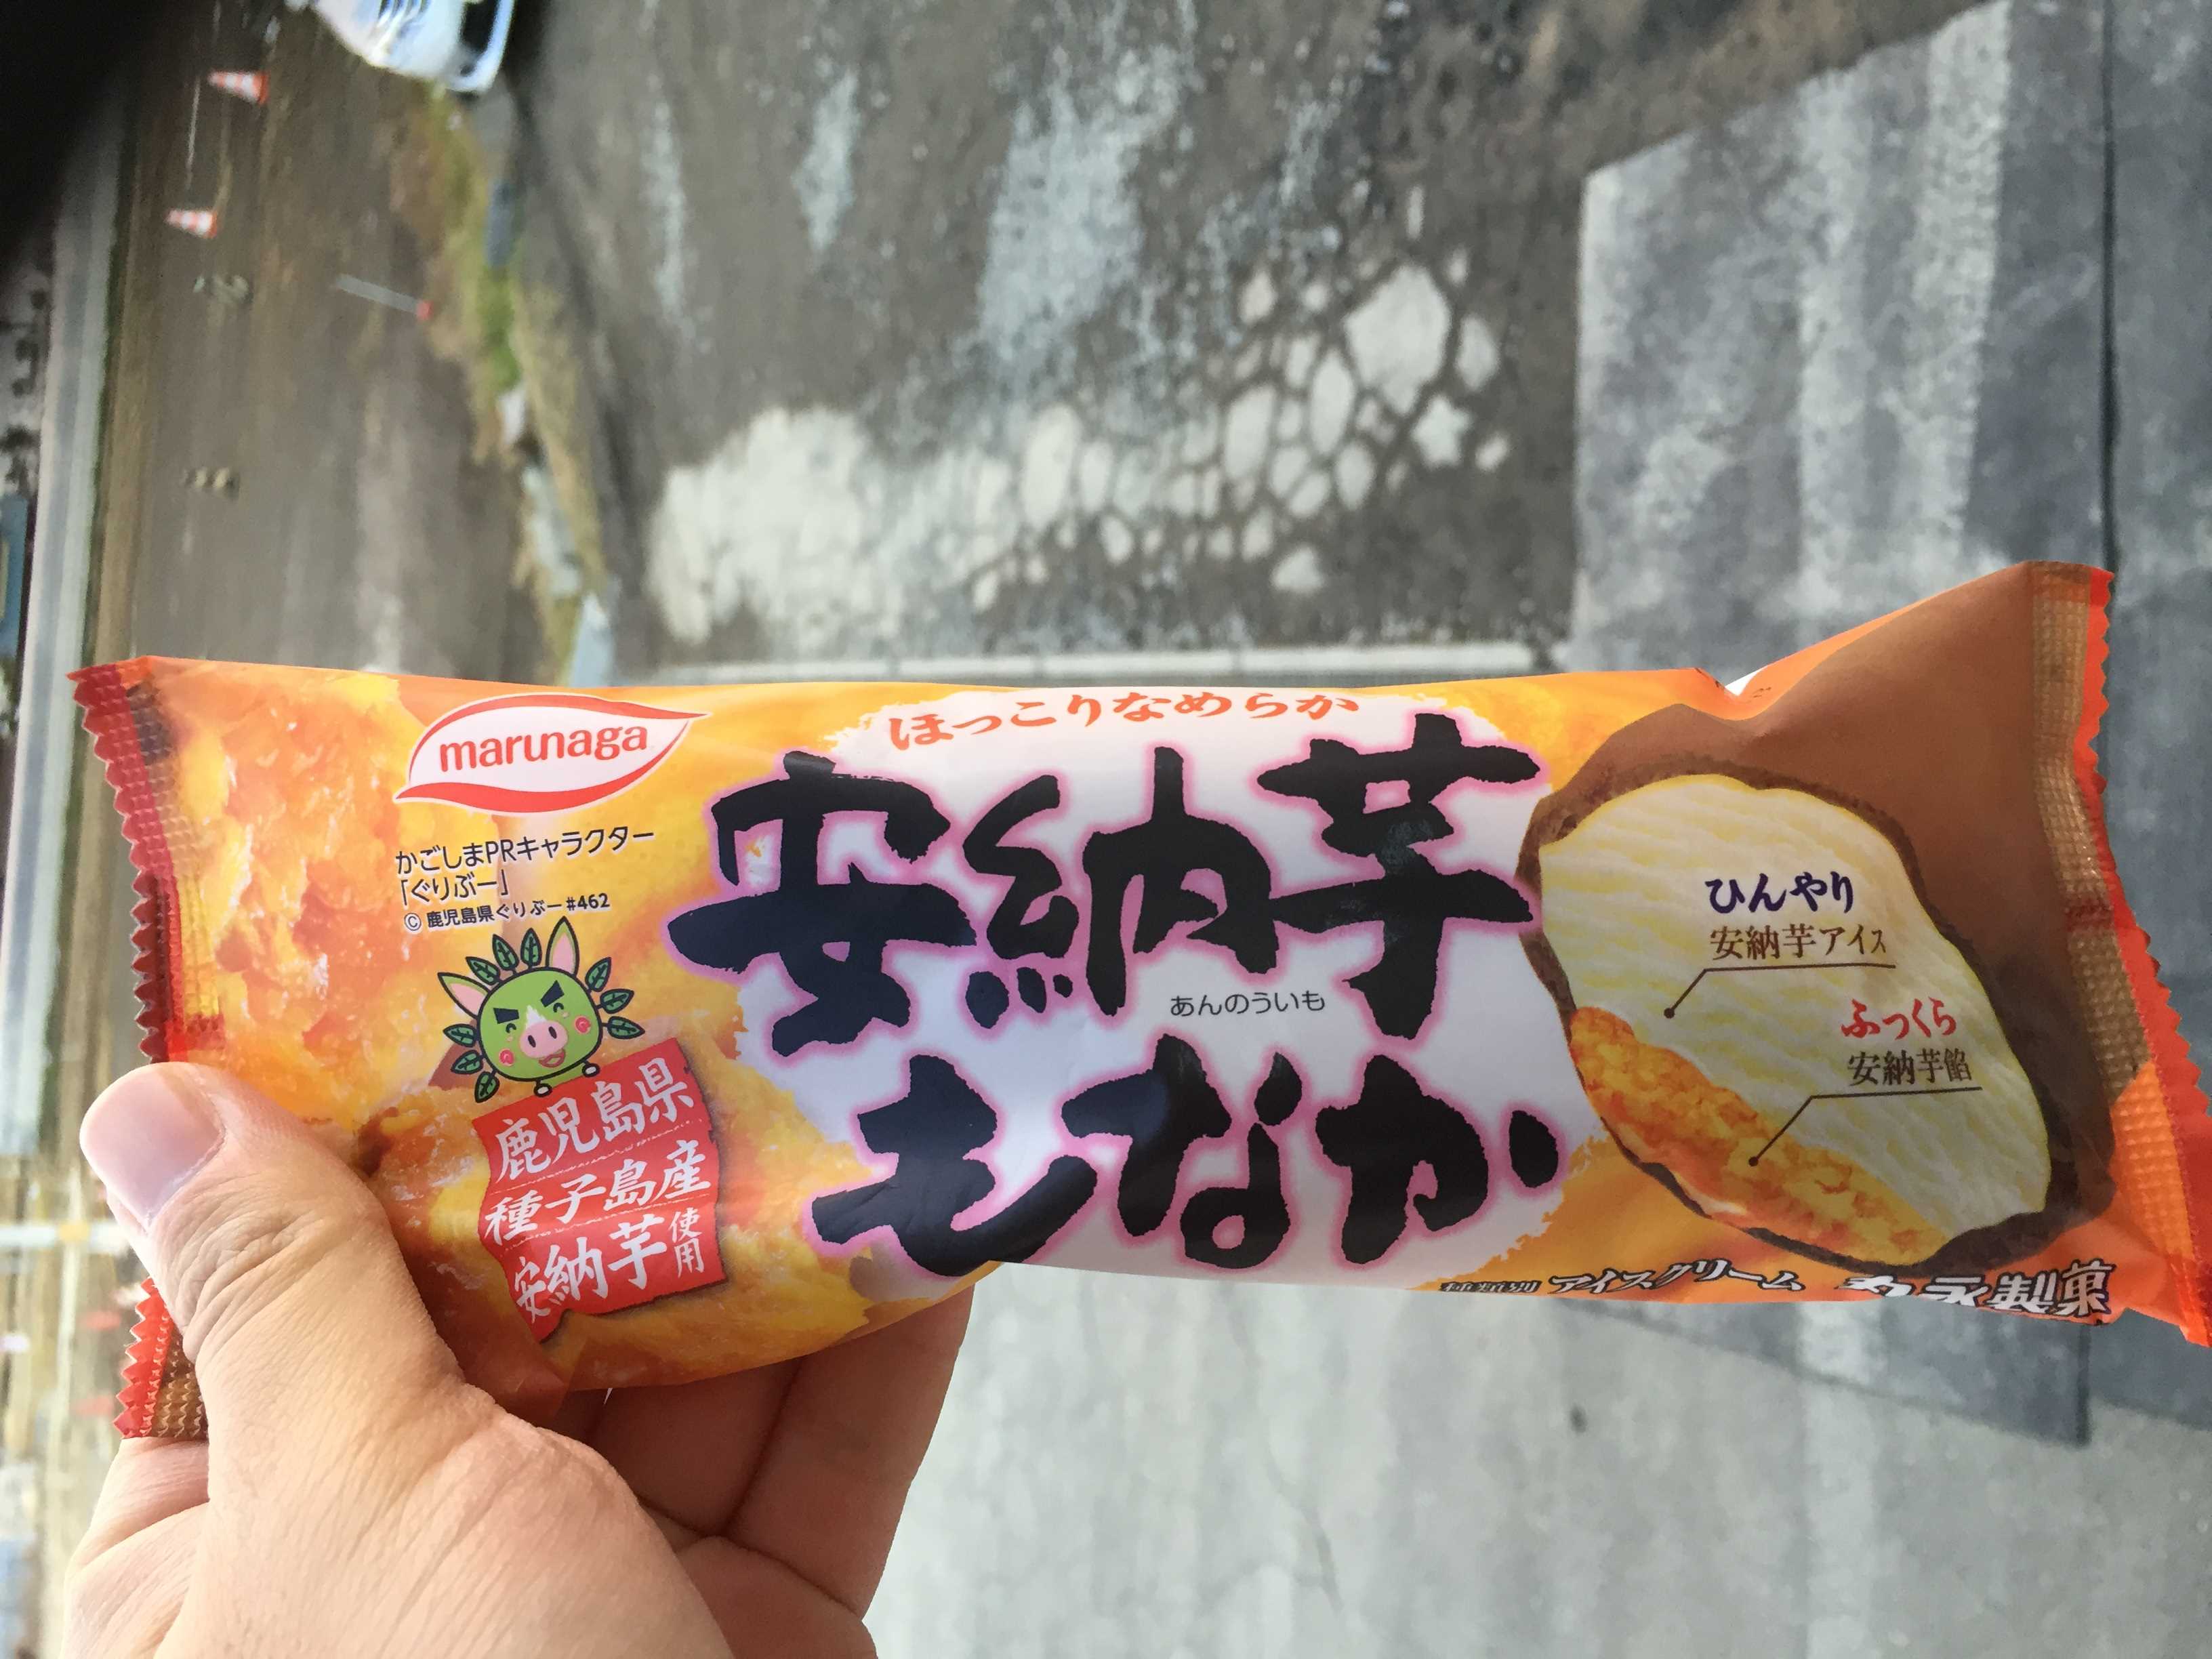 marunaga
かごしまPRキャラクター
「ぐりぶー」
© 鹿児島県ぐりぶー #462
鹿児島県
種子島産
安納芋使用
ほっこりなめらか
安納芋
あんのういも
もなか
ひんやり
安納芋アイス
ふっくら
安納芋餡
種類別 アイスクリーム 丸永製菓